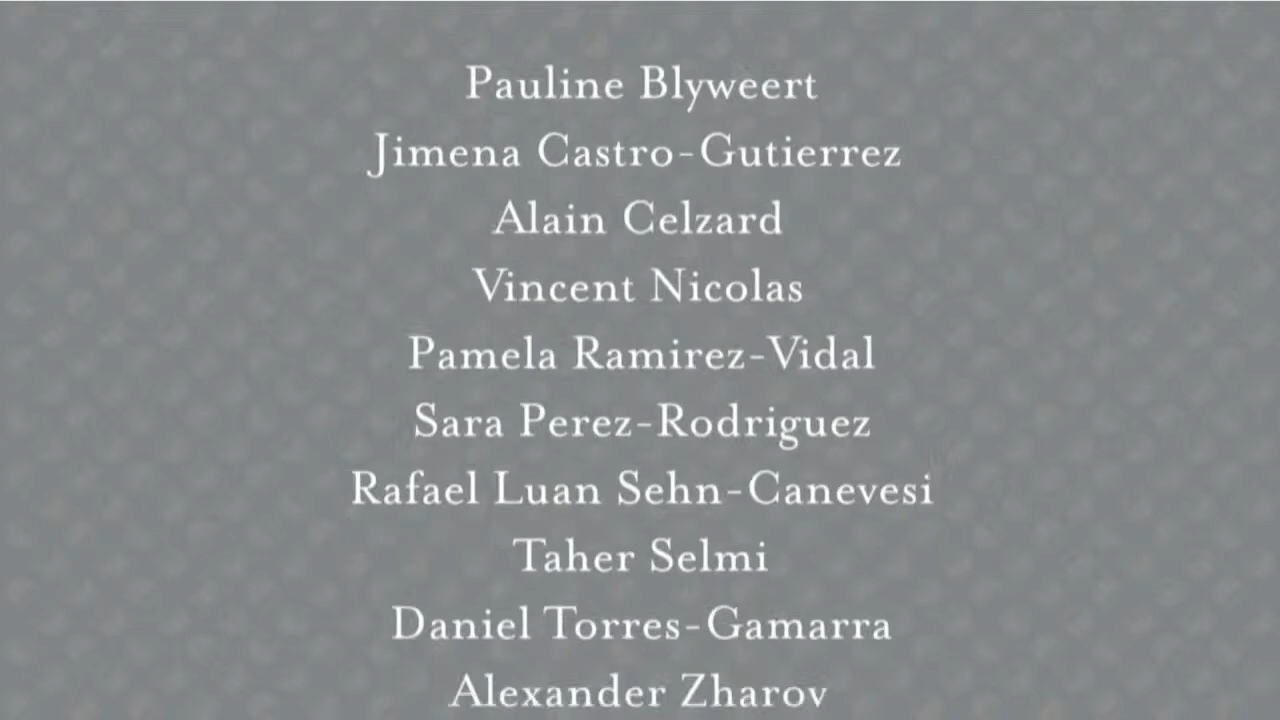 Pauline Blyweert
Jimena Castro-Gutierrez
Alain Celzard
Vincent Nicolas
Pamela Ramirez-Vidal
Sara Perez-Rodriguez
Rafael Luan Sehn-Canevesi
Taher Selmi
Daniel Torres-Gamarra
Alexander Zharov